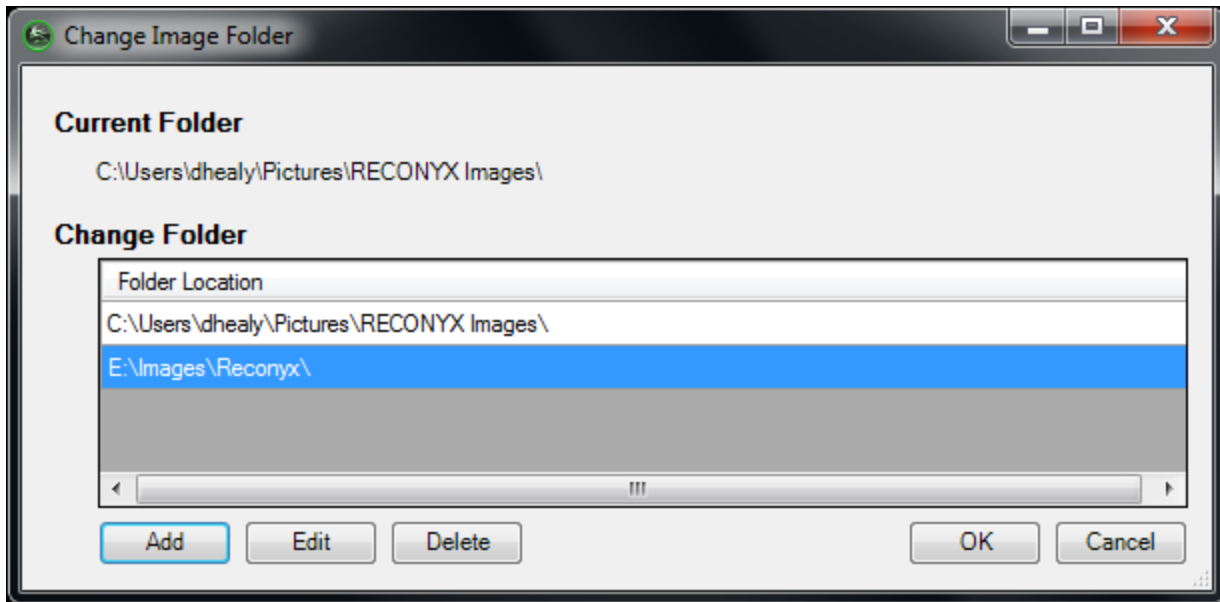 Change Image Folder
Current Folder
C:\Users\dhealy\Pictures\RECONYX Images\
Change Folder
Folder Location
C:\Users\dhealy\Pictures\RECONYX Images\
E:\Images\Reconyx\
Add Edit Delete OK Cancel